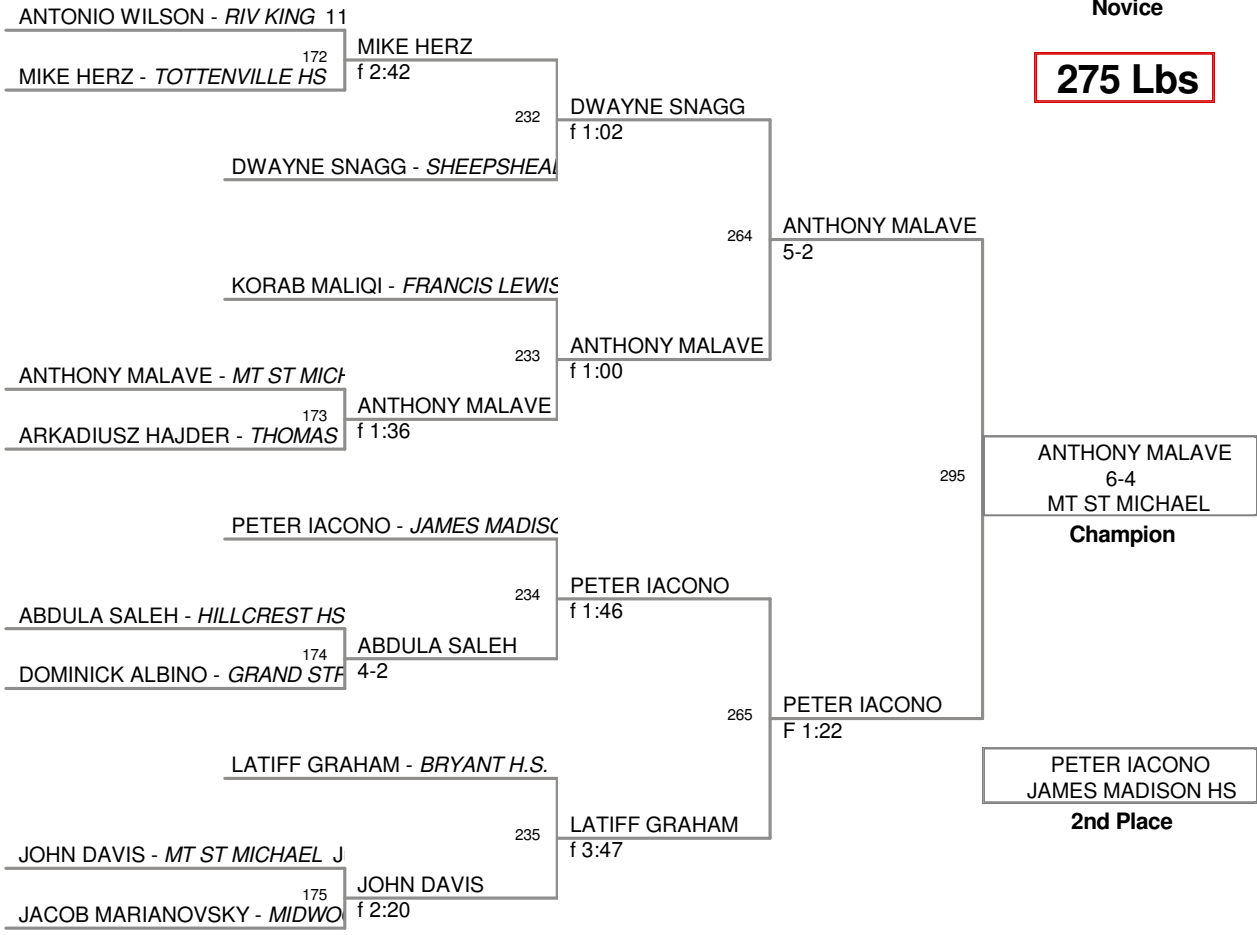 Novice
275 Lbs
ANTONIO WILSON - RIV KING 11
172
MIKE HERZ - TOTTENVILLE HS
MIKE HERZ
f 2:42
232
DWAYNE SNAGG - SHEEPSHEAD
DWAYNE SNAGG
f 1:02
264
KORAB MALIQI - FRANCIS LEWIS
233
ANTHONY MALAVE - MT ST MICH
173
ARKADIUSZ HAJDER - THOMAS
ANTHONY MALAVE
f 1:36
ANTHONY MALAVE
f 1:00
ANTHONY MALAVE
5-2
295
PETER IACONO - JAMES MADISO
234
ABDULA SALEH - HILLCREST HS
174
DOMINICK ALBINO - GRAND STR
ABDULA SALEH
4-2
PETER IACONO
f 1:46
265
LATIFF GRAHAM - BRYANT H.S.
235
JOHN DAVIS - MT ST MICHAEL J
175
JACOB MARIANOVSKY - MIDWOO
JOHN DAVIS
f 2:20
LATIFF GRAHAM
f 3:47
PETER IACONO
F 1:22
ANTHONY MALAVE
6-4
MT ST MICHAEL
Champion
PETER IACONO
JAMES MADISON HS
2nd Place